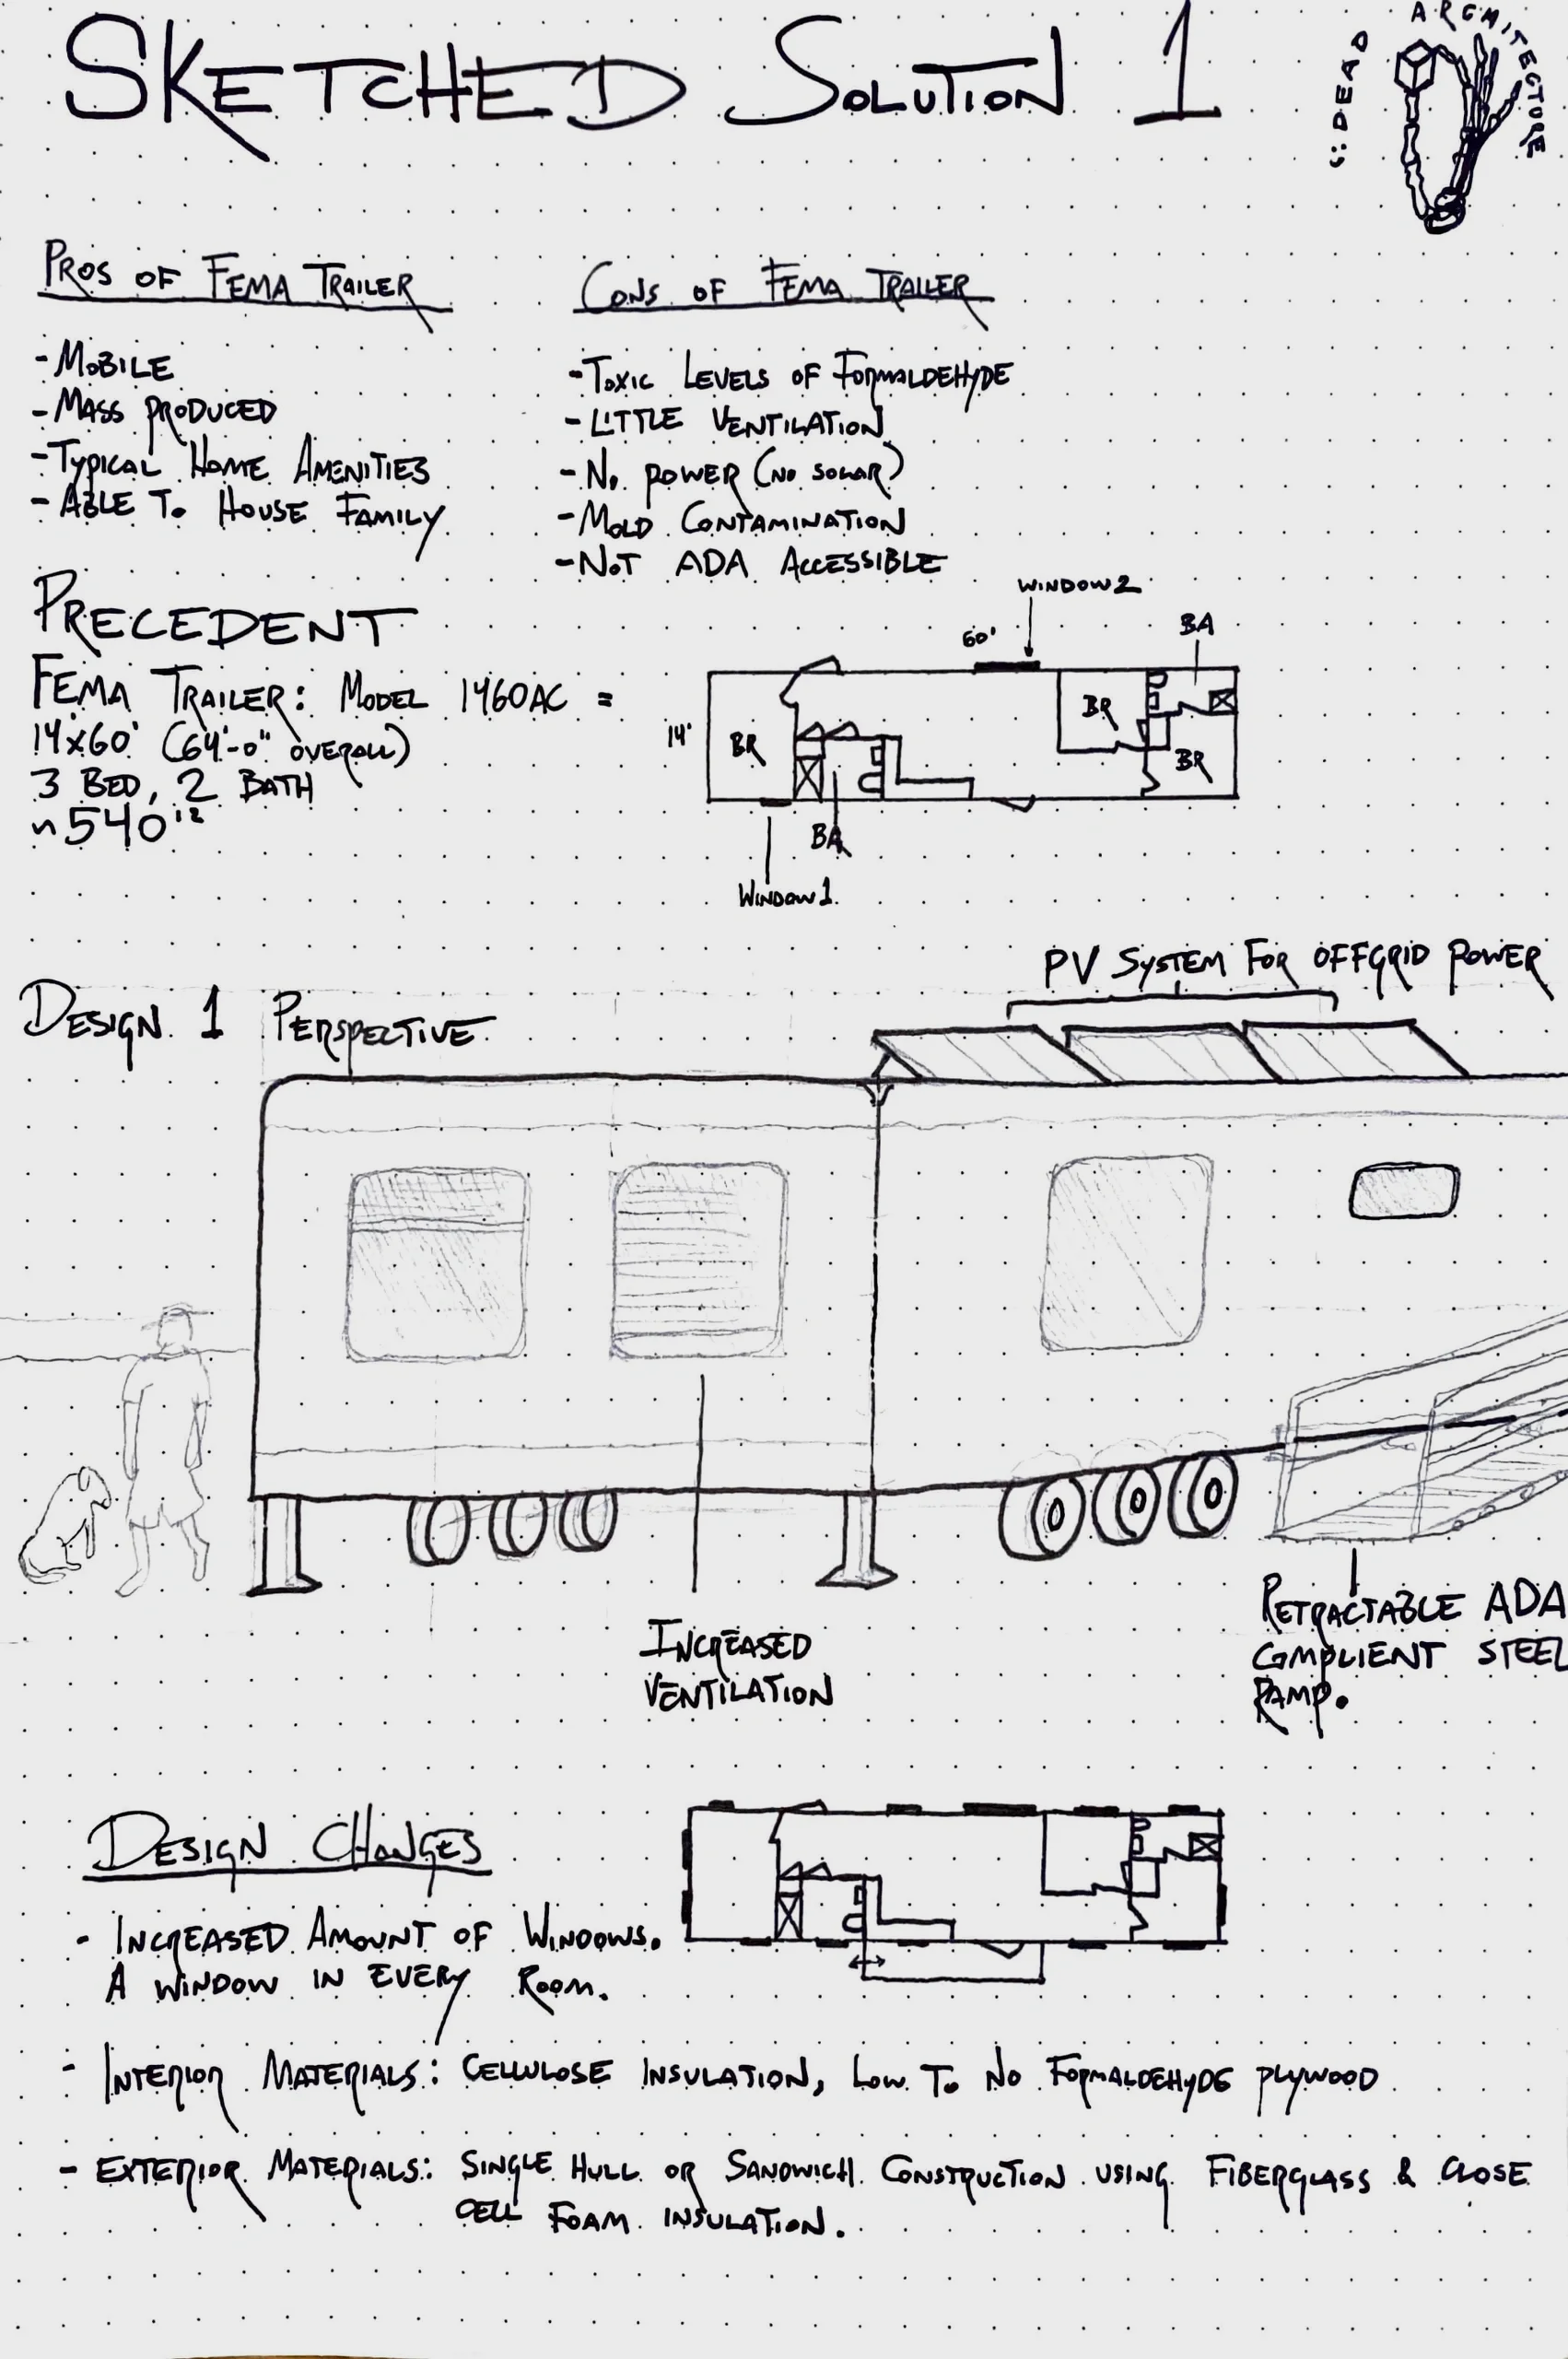 SKETCHED SOLUTION 1
DEAD ARCHITECTURE
PROS OF FEMA TRAILER
- MOBILE
- MASS PRODUCED
- TYPICAL HOME AMENITIES
- ABLE TO HOUSE FAMILY
CONS OF FEMA TRAILER
- TOXIC LEVELS OF FORMALDEHYDE
- LITTLE VENTILATION
- NO POWER (NO SOLAR)
- MOLD CONTAMINATION
- NOT ADA ACCESSIBLE
PRECEDENT
FEMA TRAILER: MODEL 1460AC =
14x60' (64'-0" OVERALL)
3 BED, 2 BATH
~540
WINDOW 2
60'
BA
14'
BR
BR
BR
BA
WINDOW 1
DESIGN 1 PERSPECTIVE
PV SYSTEM FOR OFFGRID POWER
INCREASED
VENTILATION
RETRACTABLE ADA
COMPLIENT STEEL
RAMP.
DESIGN CHANGES
- INCREASED AMOUNT OF WINDOWS.
A WINDOW IN EVERY ROOM.
- INTERIOR MATERIALS: CELLULOSE INSULATION, LOW TO NO FORMALDEHYDE PLYWOOD
- EXTERIOR MATERIALS: SINGLE HULL OR SANDWICH CONSTRUCTION USING FIBERGLASS & CLOSE
CELL FOAM INSULATION.